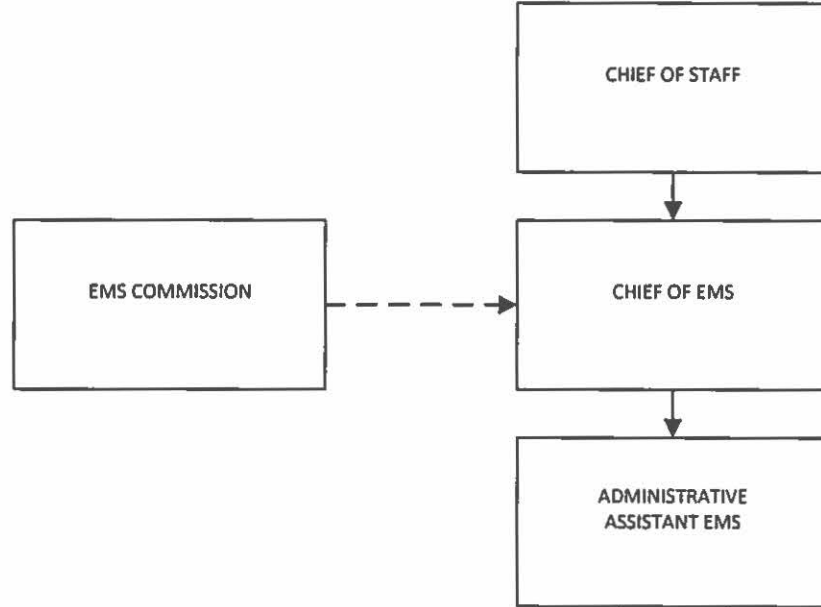 CHIEF OF STAFF
EMS COMMISSION
CHIEF OF EMS
ADMINISTRATIVE
ASSISTANT EMS